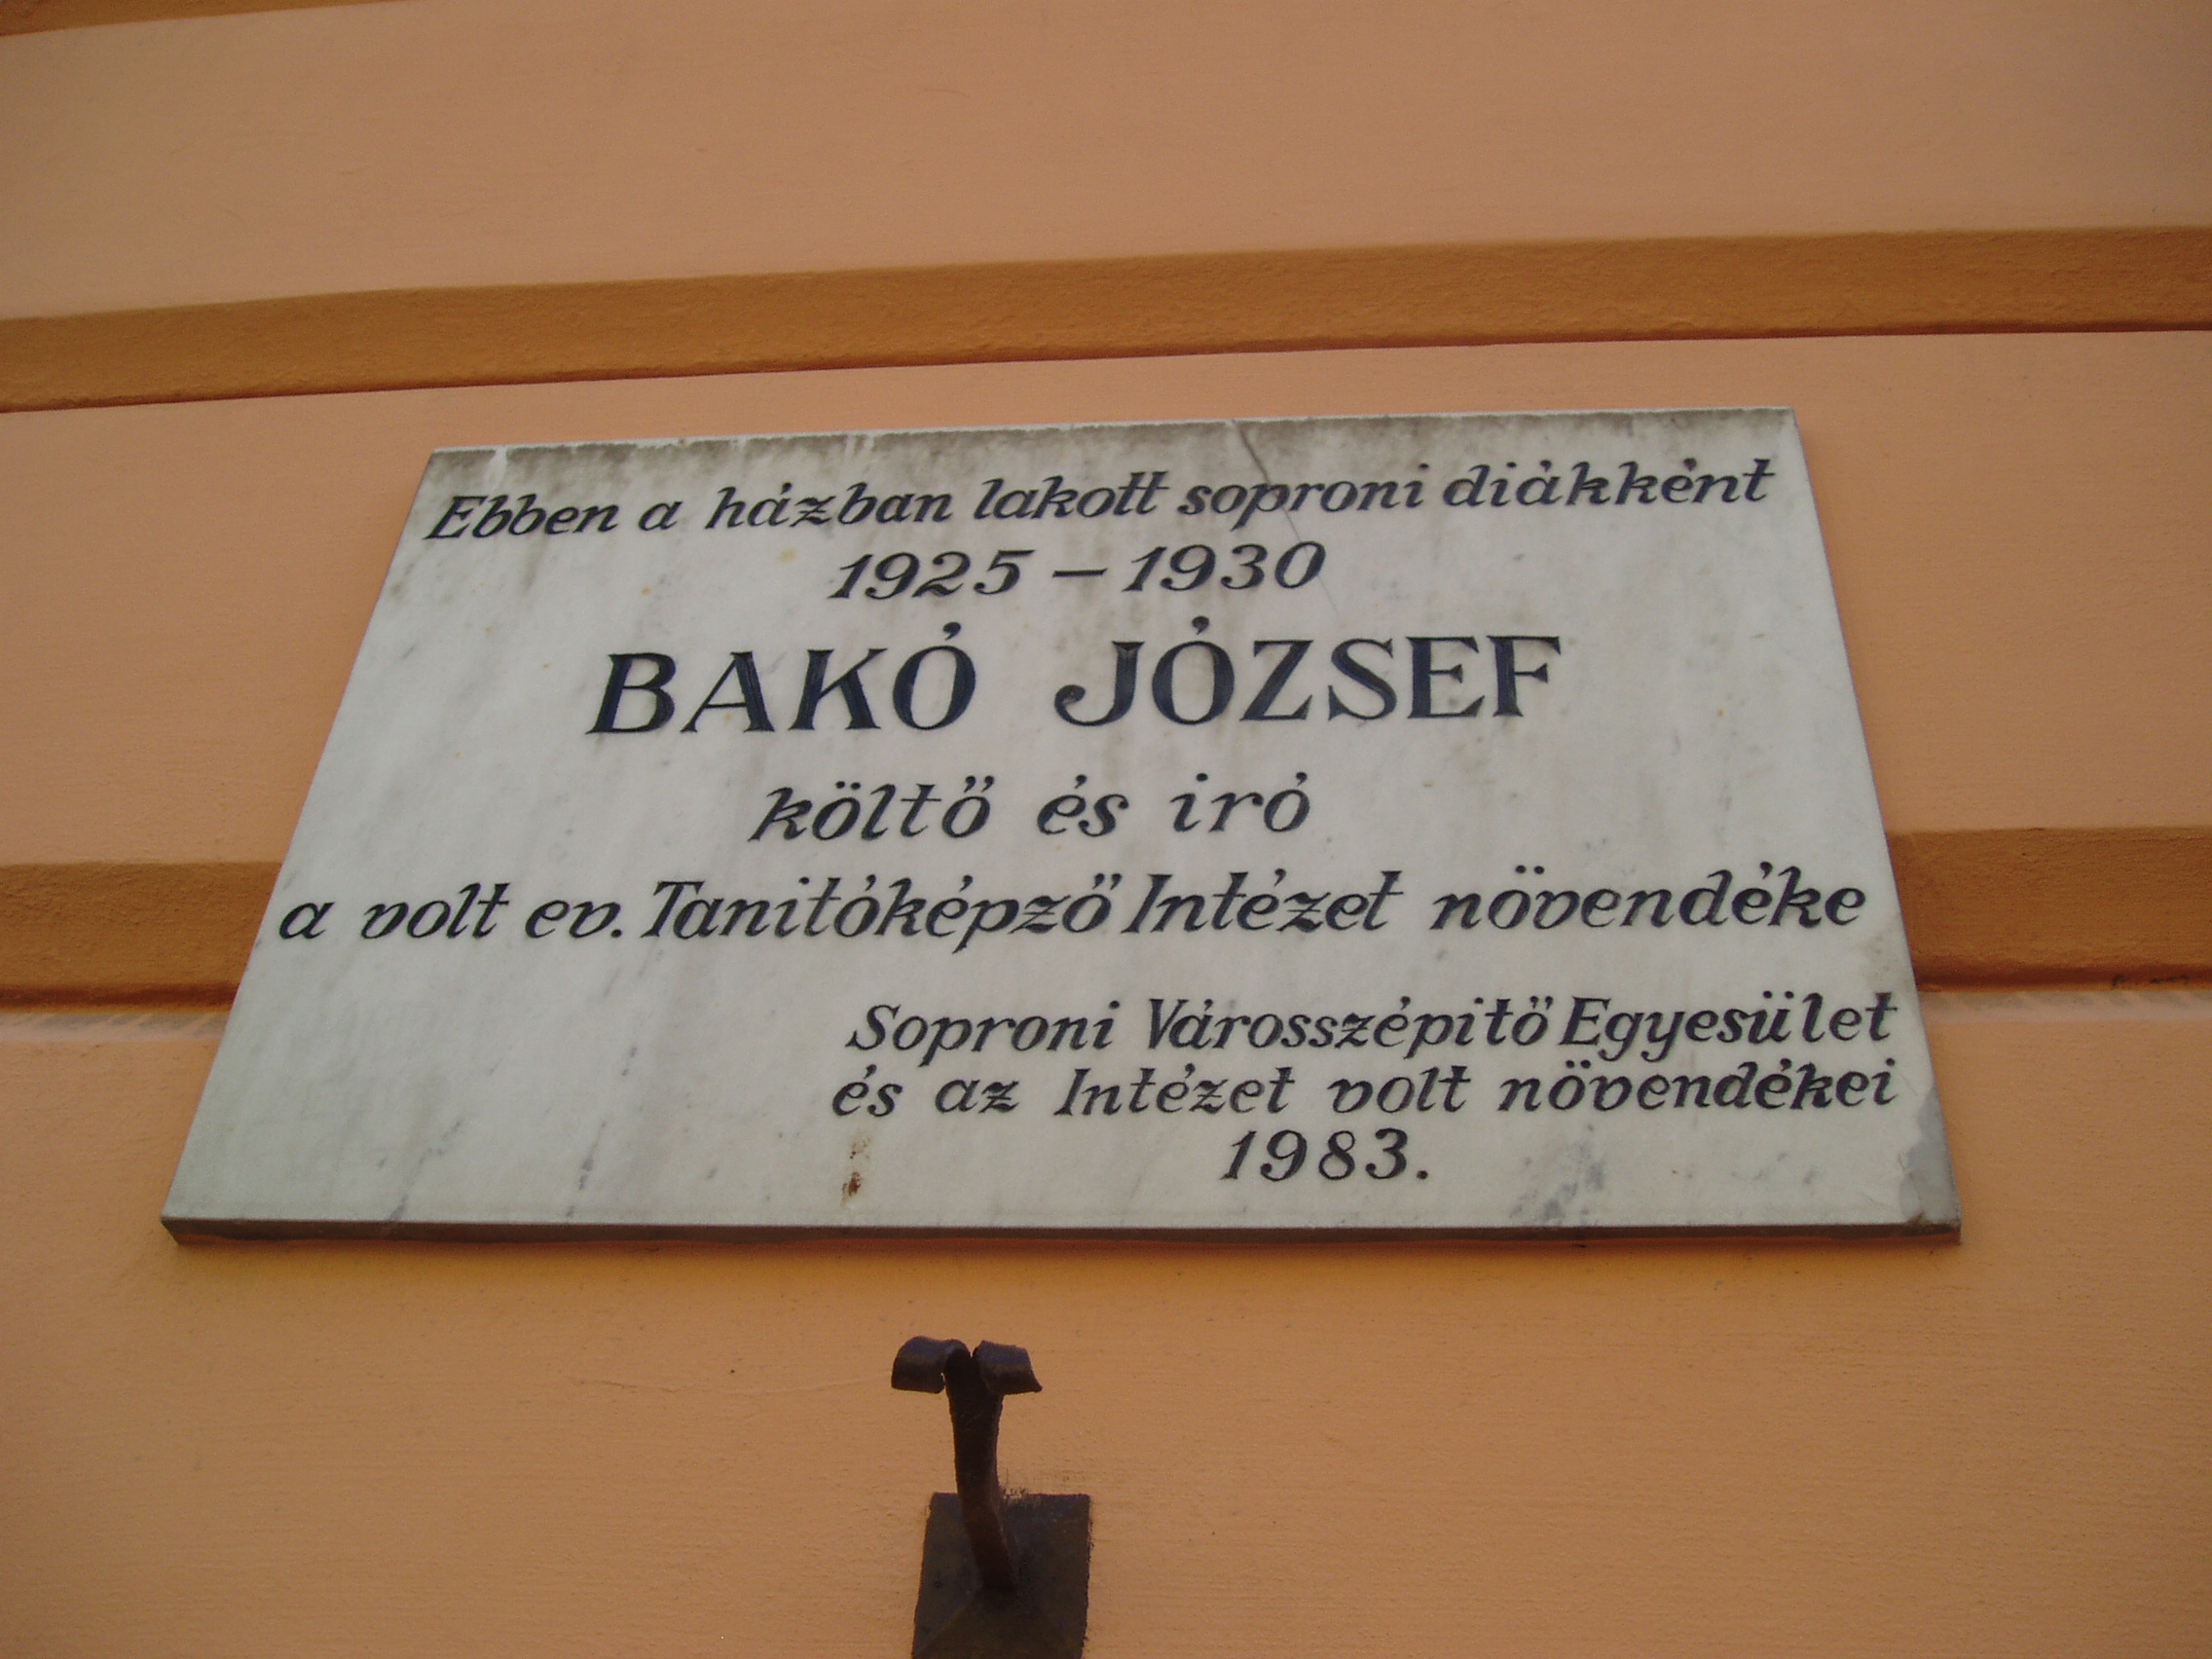 Ebben a házban lakott soproni diákként
1925 – 1930
BAKÓ JÓZSEF
költő és iró
a volt ev. Tanitóképző Intézet növendéke
Soproni Városszépitő Egyesület
és az Intézet volt növendékei
1983.